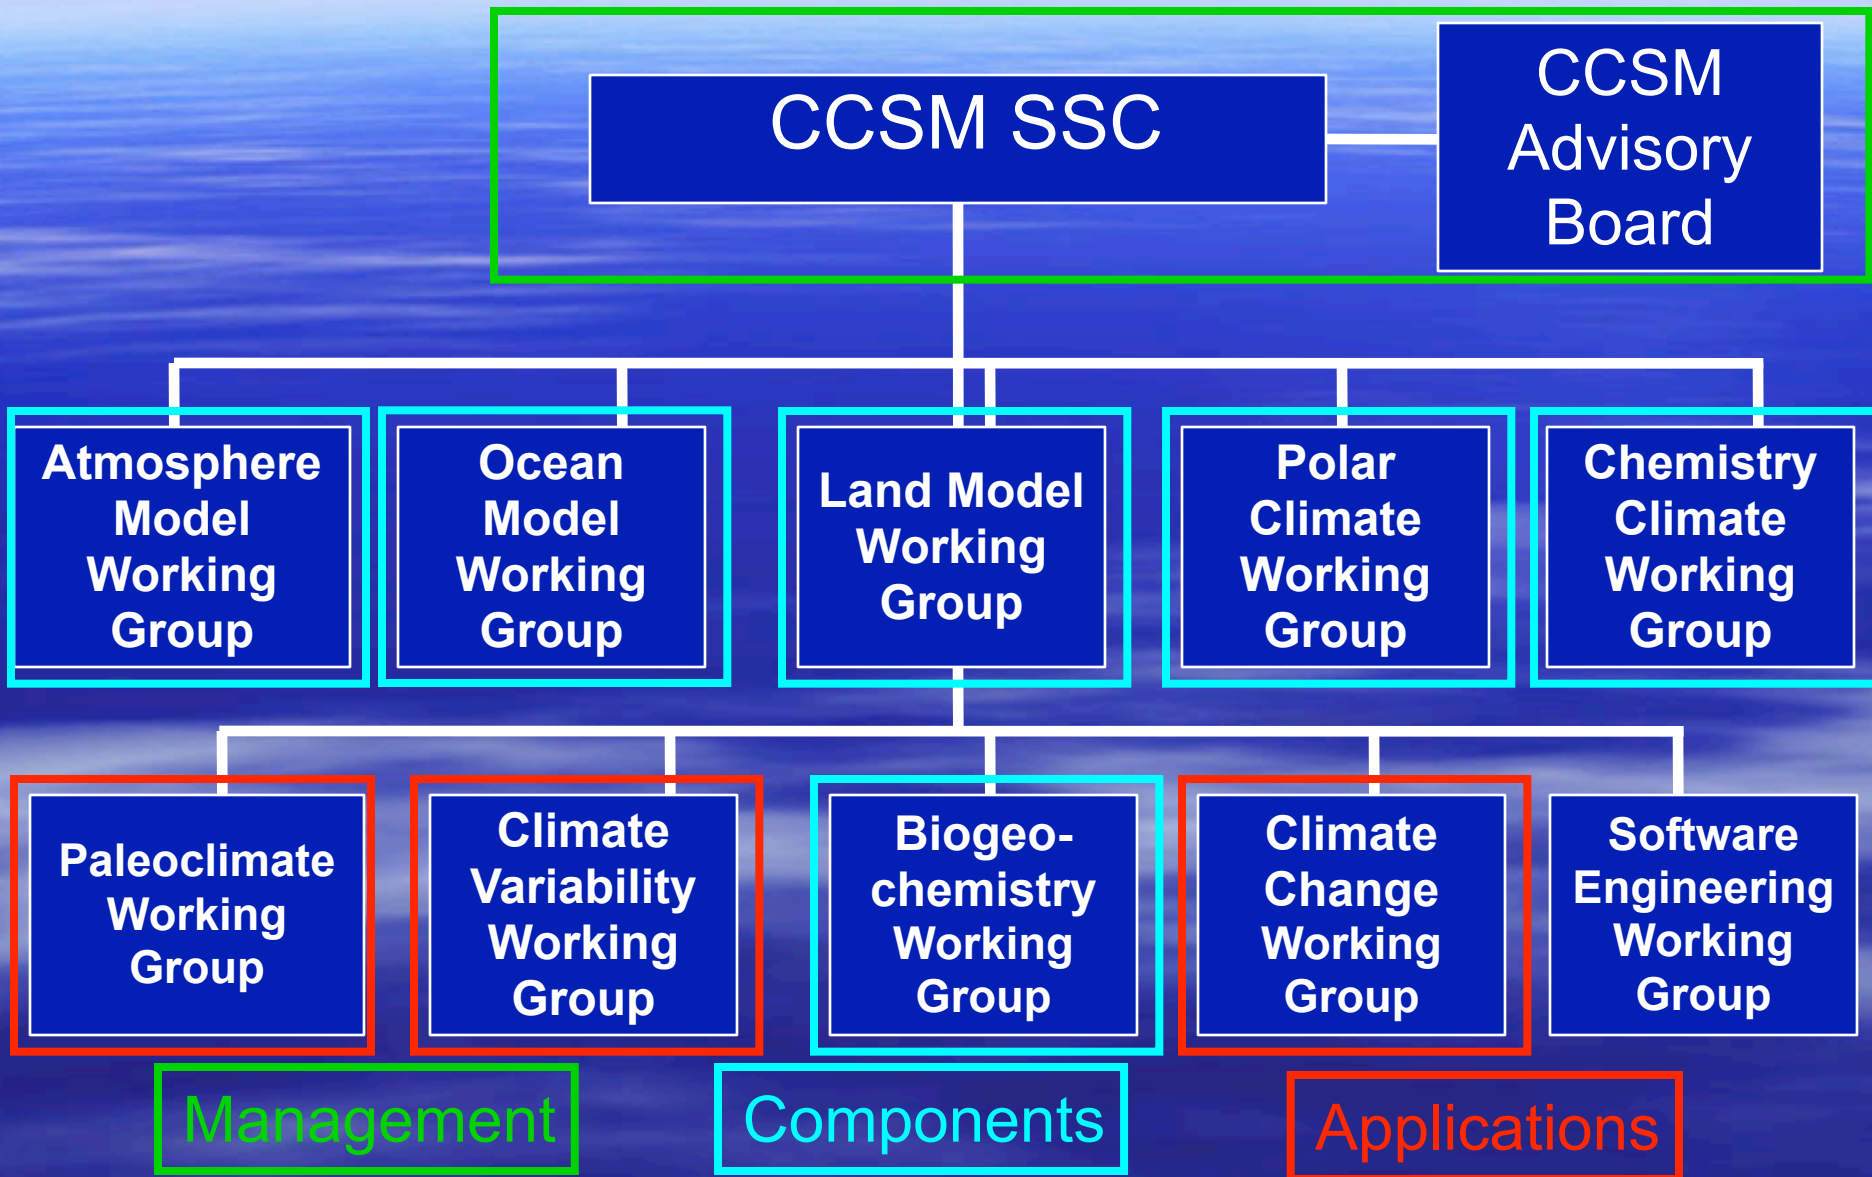 CCSM SSC
CCSM
Advisory
Board
Atmosphere
Model
Working
Group
Ocean
Model
Working
Group
Land Model
Working
Group
Polar
Climate
Working
Group
Chemistry
Climate
Working
Group
Paleoclimate
Working
Group
Climate
Variability
Working
Group
Biogeo-
chemistry
Working
Group
Climate
Change
Working
Group
Software
Engineering
Working
Group
Management
Components
Applications